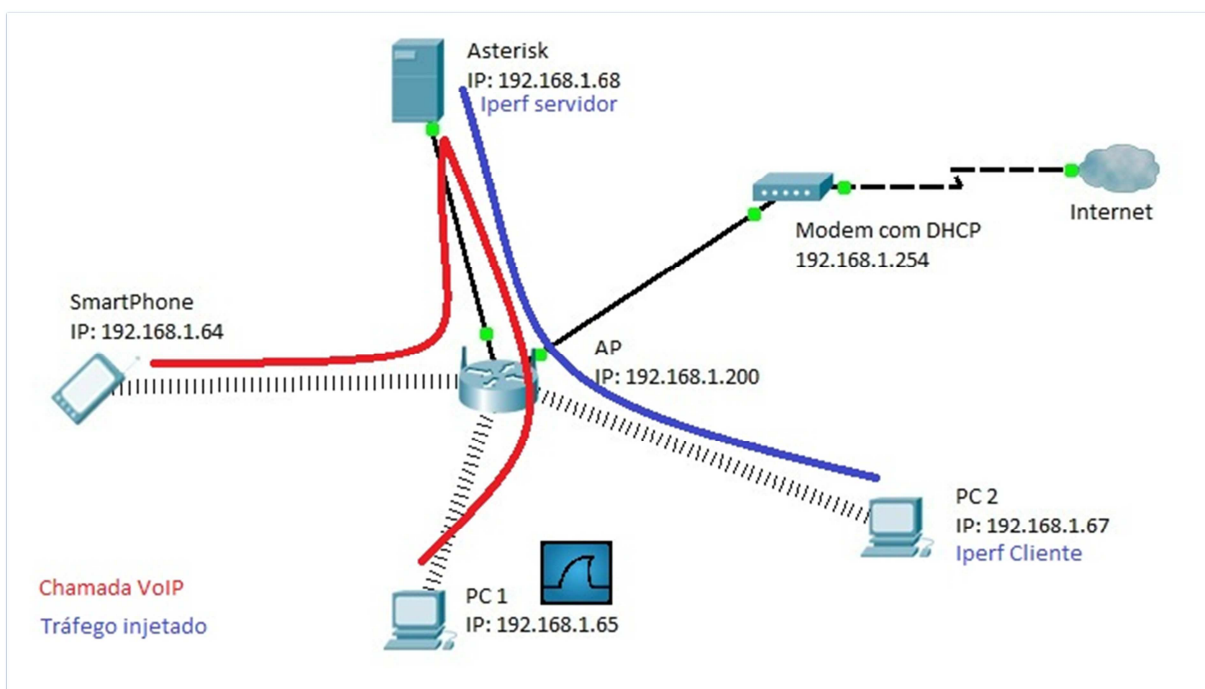 Asterisk
IP: 192.168.1.68
Iperf servidor
Internet
Modem com DHCP
192.168.1.254
SmartPhone
IP: 192.168.1.64
AP
IP: 192.168.1.200
PC 2
IP: 192.168.1.67
Iperf Cliente
Chamada VoIP
Tráfego injetado
PC 1
IP: 192.168.1.65